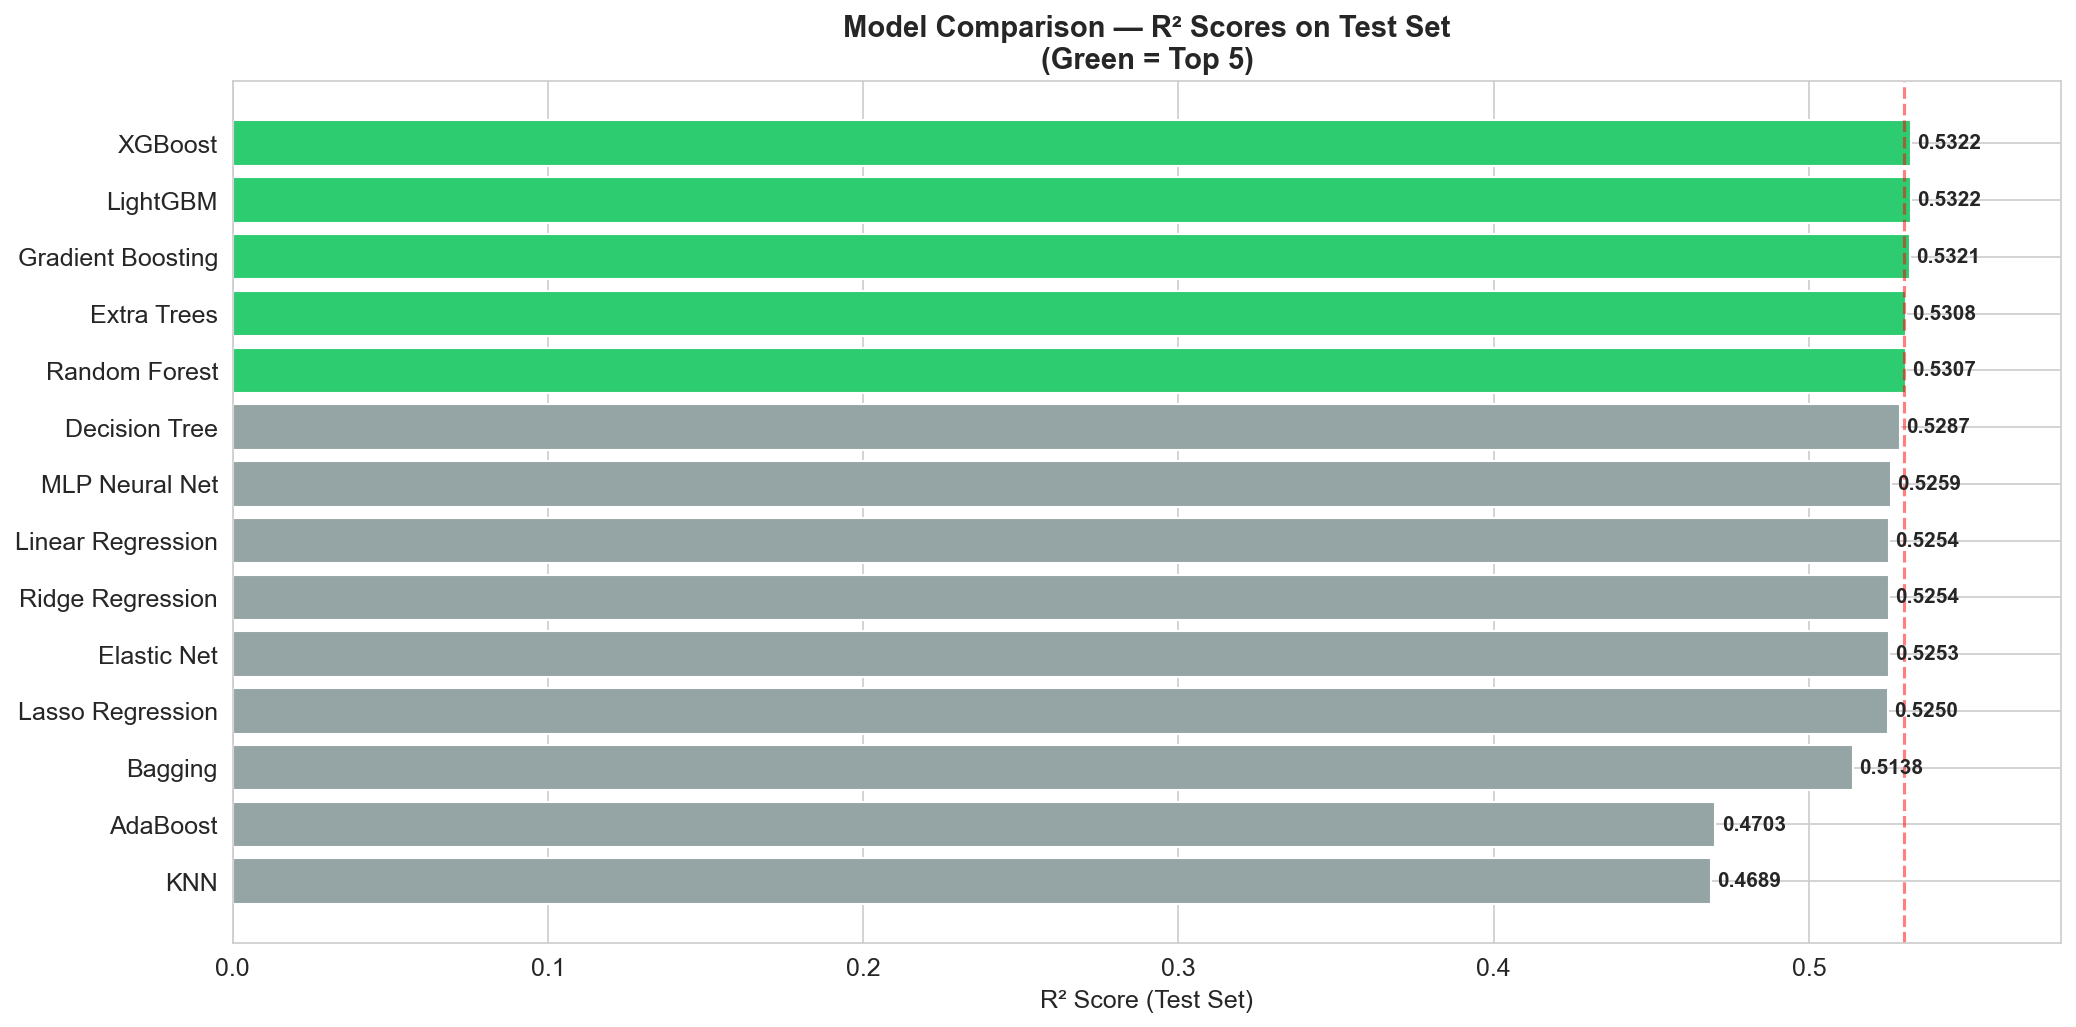 Model Comparison — R² Scores on Test Set
(Green = Top 5)
XGBoost 0.5322
LightGBM 0.5322
Gradient Boosting 0.5321
Extra Trees 0.5308
Random Forest 0.5307
Decision Tree 0.5287
MLP Neural Net 0.5259
Linear Regression 0.5254
Ridge Regression 0.5254
Elastic Net 0.5253
Lasso Regression 0.5250
Bagging 0.5138
AdaBoost 0.4703
KNN 0.4689
0.0 0.1 0.2 0.3 0.4 0.5
R² Score (Test Set)